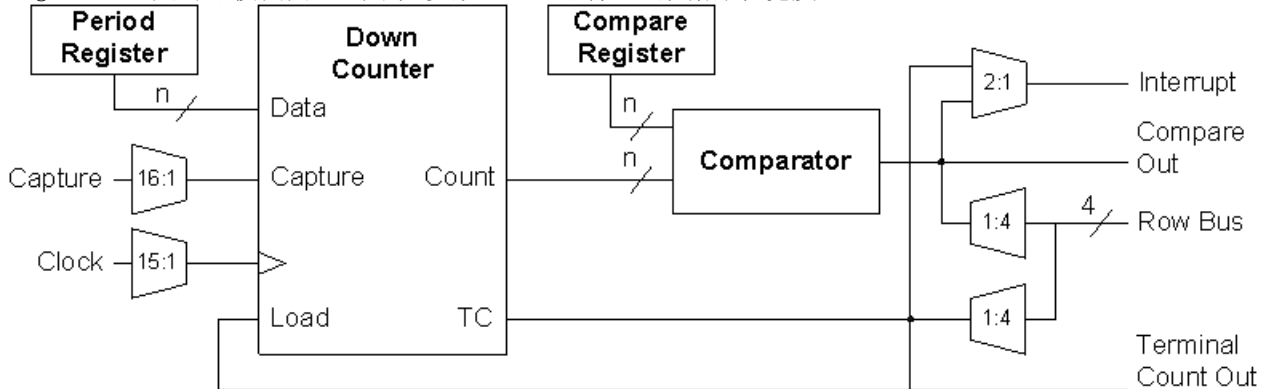 Period
Register
Down
Counter
Compare
Register
n
Data
n
2:1
Interrupt
Capture
16:1
Capture
Count
n
Comparator
Compare
Out
Clock
15:1
1:4
4
Row Bus
Load
TC
1:4
Terminal
Count Out